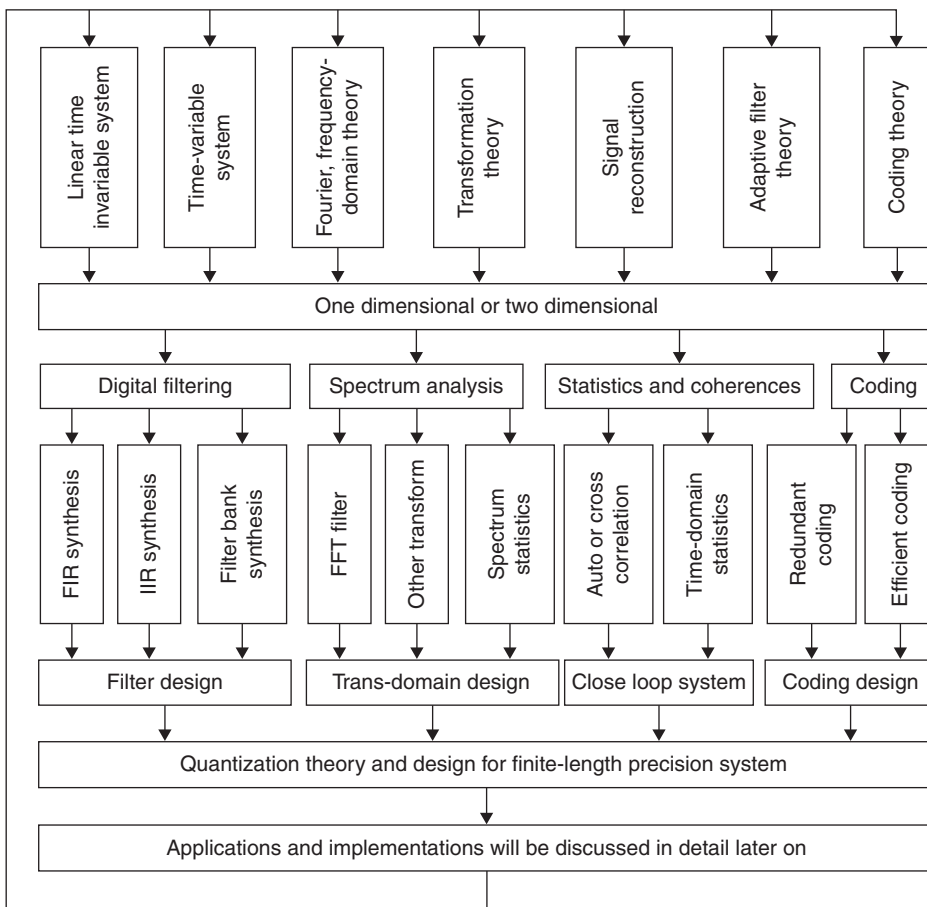 Linear time
invariable system
Time-variable
system
Fourier, frequency-
domain theory
Transformation
theory
Signal
reconstruction
Adaptive filter
theory
Coding theory
One dimensional or two dimensional
Digital filtering
Spectrum analysis
Statistics and coherences
Coding
FIR synthesis
IIR synthesis
Filter bank
synthesis
FFT filter
Other transform
Spectrum
statistics
Auto or cross
correlation
Time-domain
statistics
Redundant
coding
Efficient coding
Filter design
Trans-domain design
Close loop system
Coding design
Quantization theory and design for finite-length precision system
Applications and implementations will be discussed in detail later on